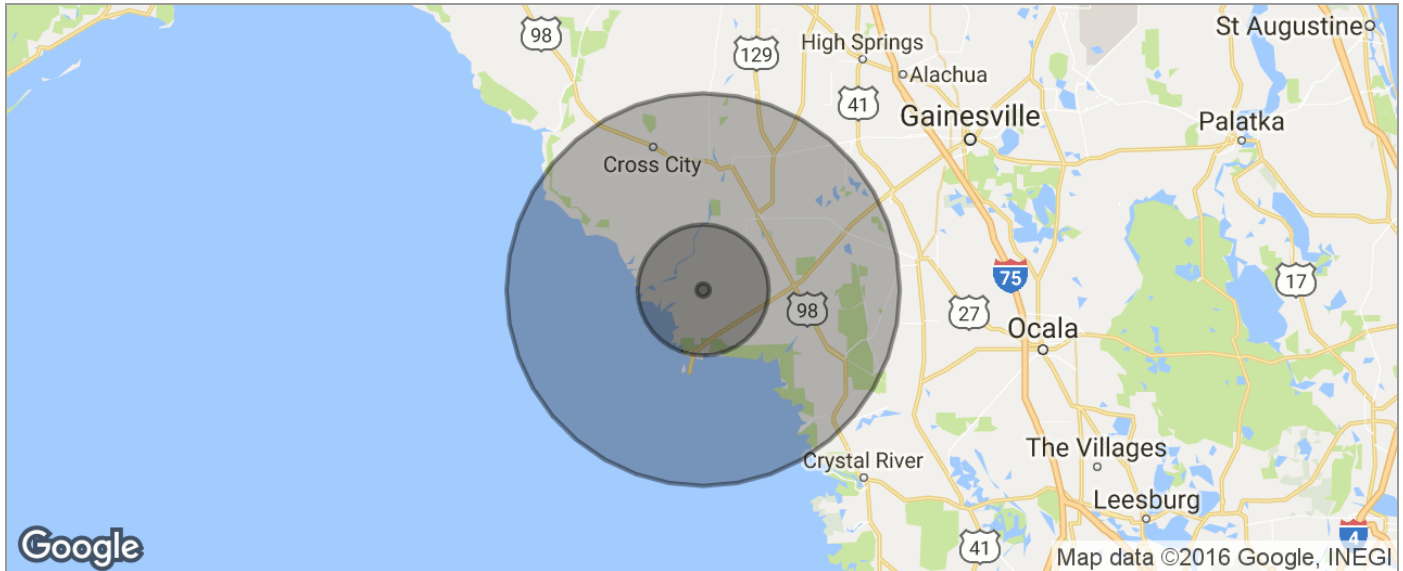 98
129
High Springs
St Augustine
Alachua
41
Gainesville
Palatka
Cross City
75
17
98
27
Ocala
The Villages
Crystal River
Leesburg
41
4
Google
Map data ©2016 Google, INEGI